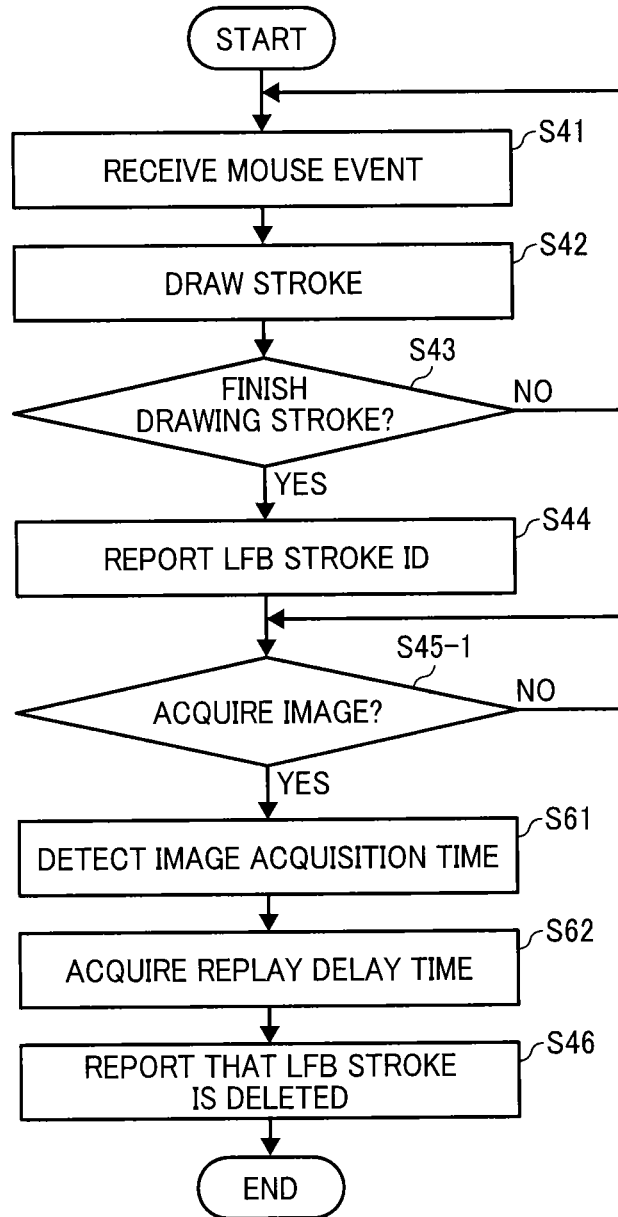 START
S41
RECEIVE MOUSE EVENT
S42
DRAW STROKE
S43
FINISH
DRAWING STROKE?
NO
YES
S44
REPORT LFB STROKE ID
S45-1
ACQUIRE IMAGE?
NO
YES
S61
DETECT IMAGE ACQUISITION TIME
S62
ACQUIRE REPLAY DELAY TIME
S46
REPORT THAT LFB STROKE
IS DELETED
END